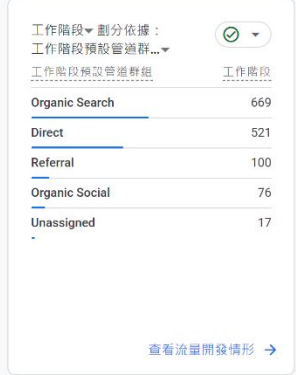 工作階段▾ 劃分依據：
工作階段預設管道群...▾
工作階段預設管道群組 工作階段
Organic Search 669
Direct 521
Referral 100
Organic Social 76
Unassigned 17
查看流量開發情形 →